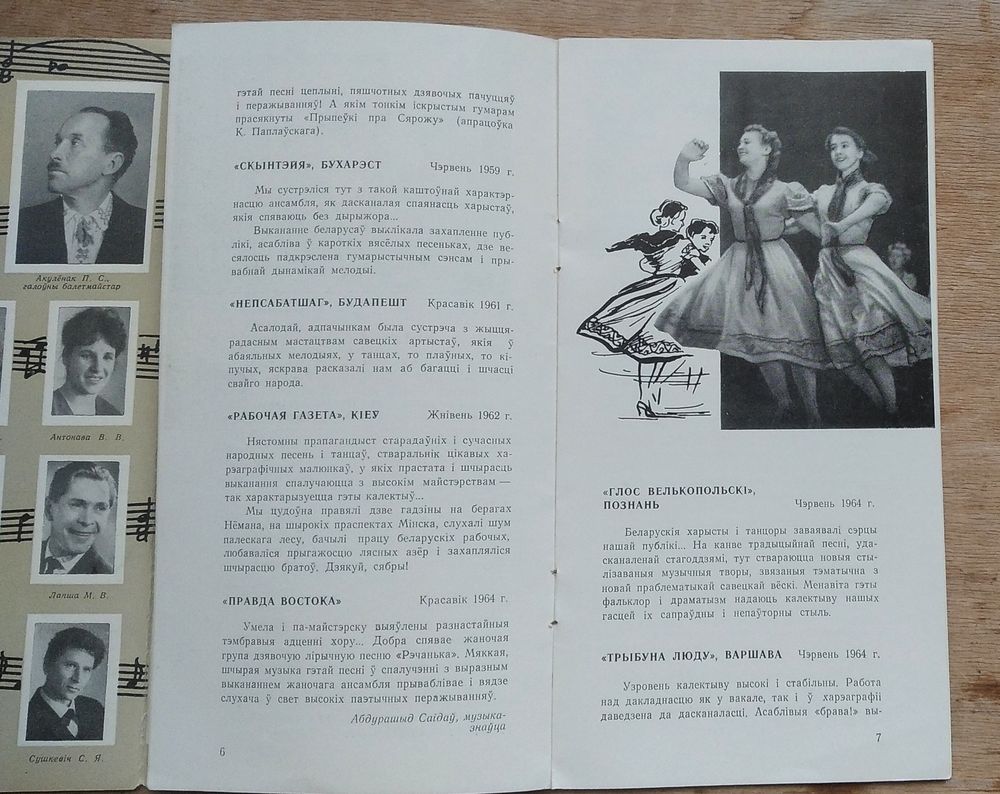 Акулёнак П. С.,
галоўны балетмайстар
Антонава В. В.
Лапша М. В.
Сушкевіч С. Я.
гэтай песні цеплыні, пяшчотных дзявочых пачуццяў
і перажыванняў! А якім тонкім іскрыстым гумарам
прасякнуты «Прыпеўкі пра Сярожу» (апрацоўка
К. Паплаўскага).
«СКЫНТЭЙЯ», БУХАРЭСТ Чэрвень 1959 г.
Мы сустрэліся тут з такой каштоўнай характэр-
насцю ансамбля, як дасканалая спаянасць харыстаў,
якія спяваюць без дырыжора...
Выкананне беларусаў выклікала захапленне пуб-
лікі, асабліва ў кароткіх вясёлых песеньках, дзе ве-
сялосць падкрэслена гумарыстычным сэнсам і пры-
вабнай дынамікай мелодыі.
«НЕПСАБАТШАГ», БУДАПЕШТ Красавік 1961 г.
Асалодай, адпачынкам была сустрэча з жыцця-
радасным мастацтвам савецкіх артыстаў, якія ў
абаяльных мелодыях, у танцах, то плаўных, то кі-
пучых, яскрава расказалі нам аб багацці і шчасці
свайго народа.
«РАБОЧАЯ ГАЗЕТА», КІЕЎ Жнівень 1962 г.
Нястомны прапагандыст старадаўніх і сучасных
народных песень і танцаў, стваральнік цікавых ха-
рэаграфічных малюнкаў, у якіх прастата і шчырасць
выканання спалучаюцца з высокім майстэрствам —
так характарызуецца гэты калектыў...
Мы цудоўна правялі дзве гадзіны на берагах
Нёмана, на шырокіх праспектах Мінска, слухалі шум
палескага лесу, бачылі працу беларускіх рабочых,
любаваліся прыгажосцю лясных азёр і захапляліся
шчырасцю братоў. Дзякуй, сябры!
«ПРАВДА ВОСТОКА» Красавік 1964 г.
Умела і па-майстэрску выяўлены разнастайныя
тэмбравыя адценні хору... Добра спявае жаночая
група дзявочую лірычную песню «Рэчанька». Мяккая,
шчырая музыка гэтай песні ў спалучэнні з выразным
выкананнем жаночага ансамбля прываблівае і вядзе
слухача ў свет высокіх паэтычных перажыванняў.
Абдурашыд Саідаў, музыка-
знаўца
6
«ГЛОС ВЕЛЬКОПОЛЬСКІ»,
ПОЗНАНЬ Чэрвень 1964 г.
Беларускія харысты і танцоры заваявалі сэрцы
нашай публікі... На канве традыцыйнай песні, уда-
сканаленай стагоддзямі, тут ствараюцца новыя сты-
лізаваныя музычныя творы, звязаныя тэматычна з
новай праблематыкай савецкай вёскі. Менавіта гэты
фальклор і драматызм надаюць калектыву нашых
гасцей іх сапраўдны і непаўторны стыль.
«ТРЫБУНА ЛЮДУ», ВАРШАВА Чэрвень 1964 г.
Узровень калектыву высокі і стабільны. Работа
над дакладнасцю як у вакале, так і ў харэаграфіі
даведзена да дасканаласці. Асаблівыя «брава!» вы-
7